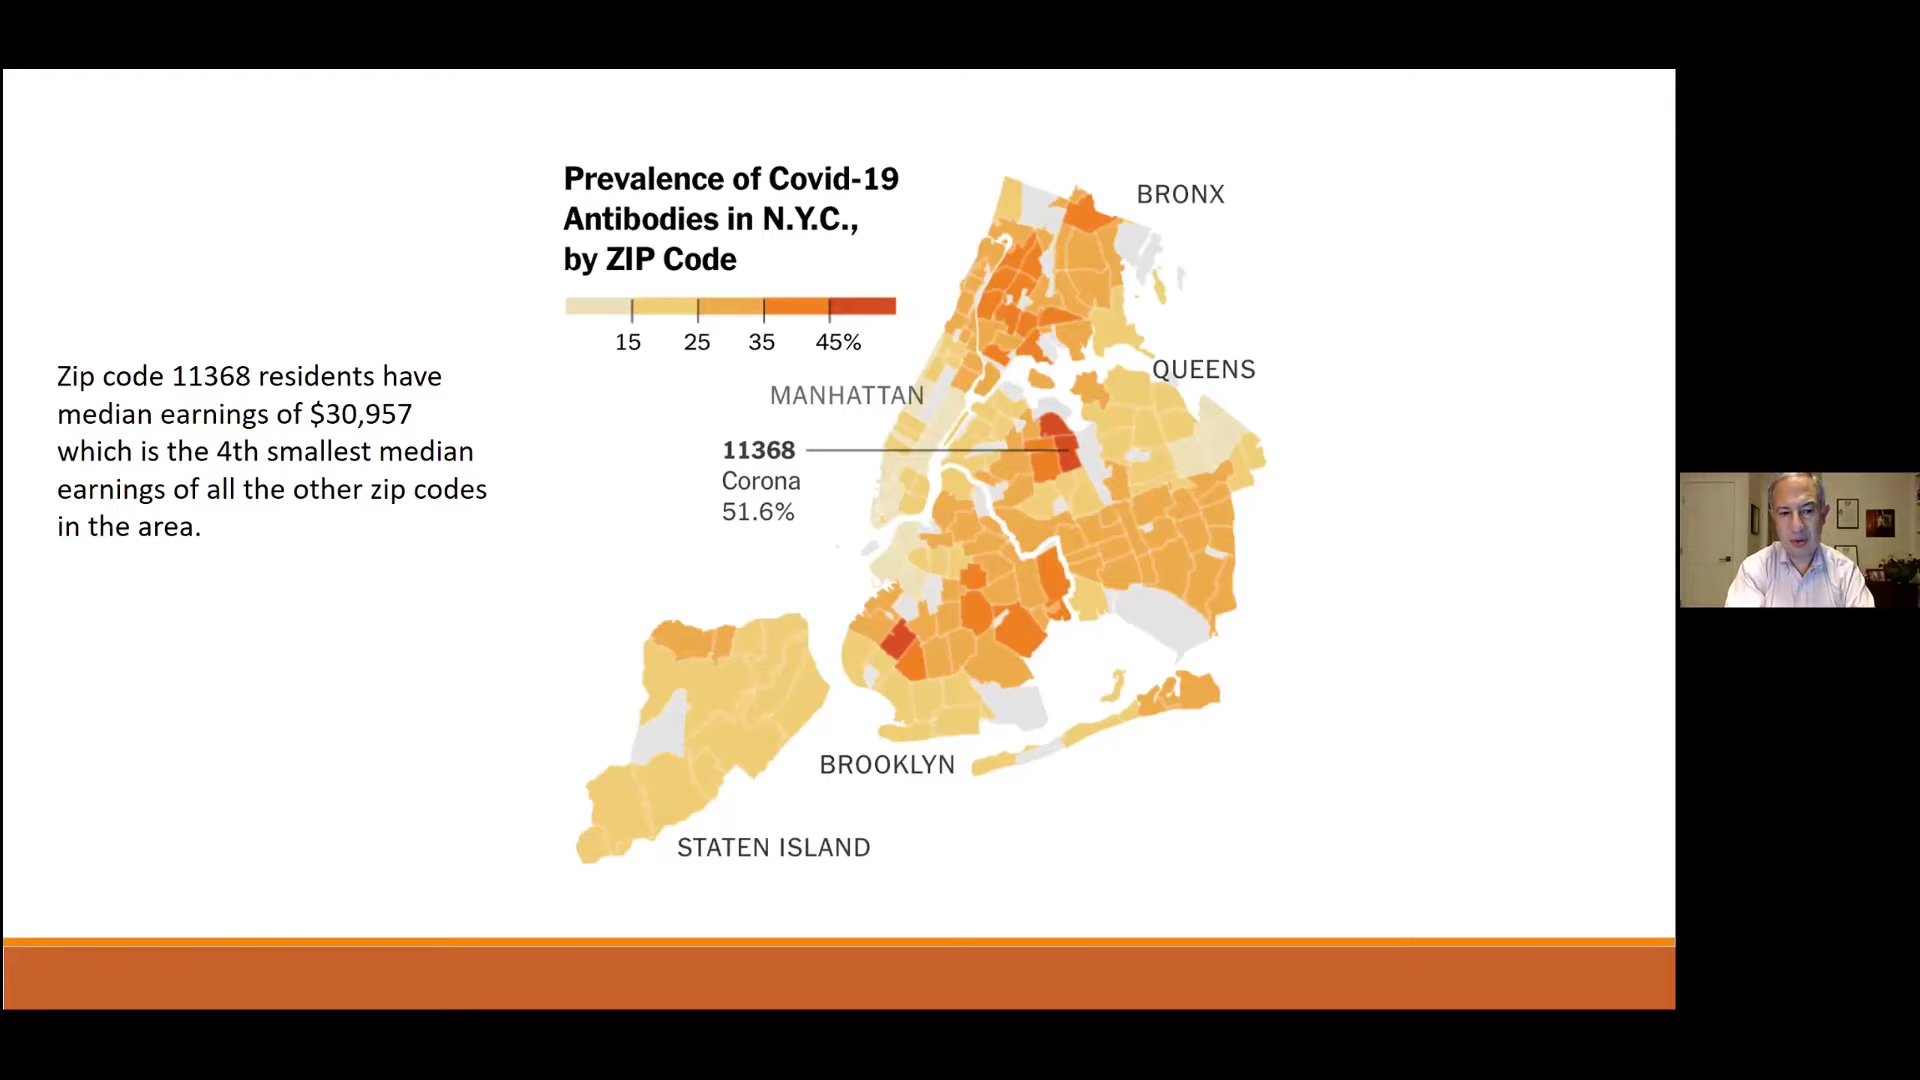 Prevalence of Covid-19
Antibodies in N.Y.C.,
by ZIP Code
15 25 35 45%
Zip code 11368 residents have
median earnings of $30,957
which is the 4th smallest median
earnings of all the other zip codes
in the area.
BRONX
QUEENS
MANHATTAN
11368
Corona
51.6%
BROOKLYN
STATEN ISLAND